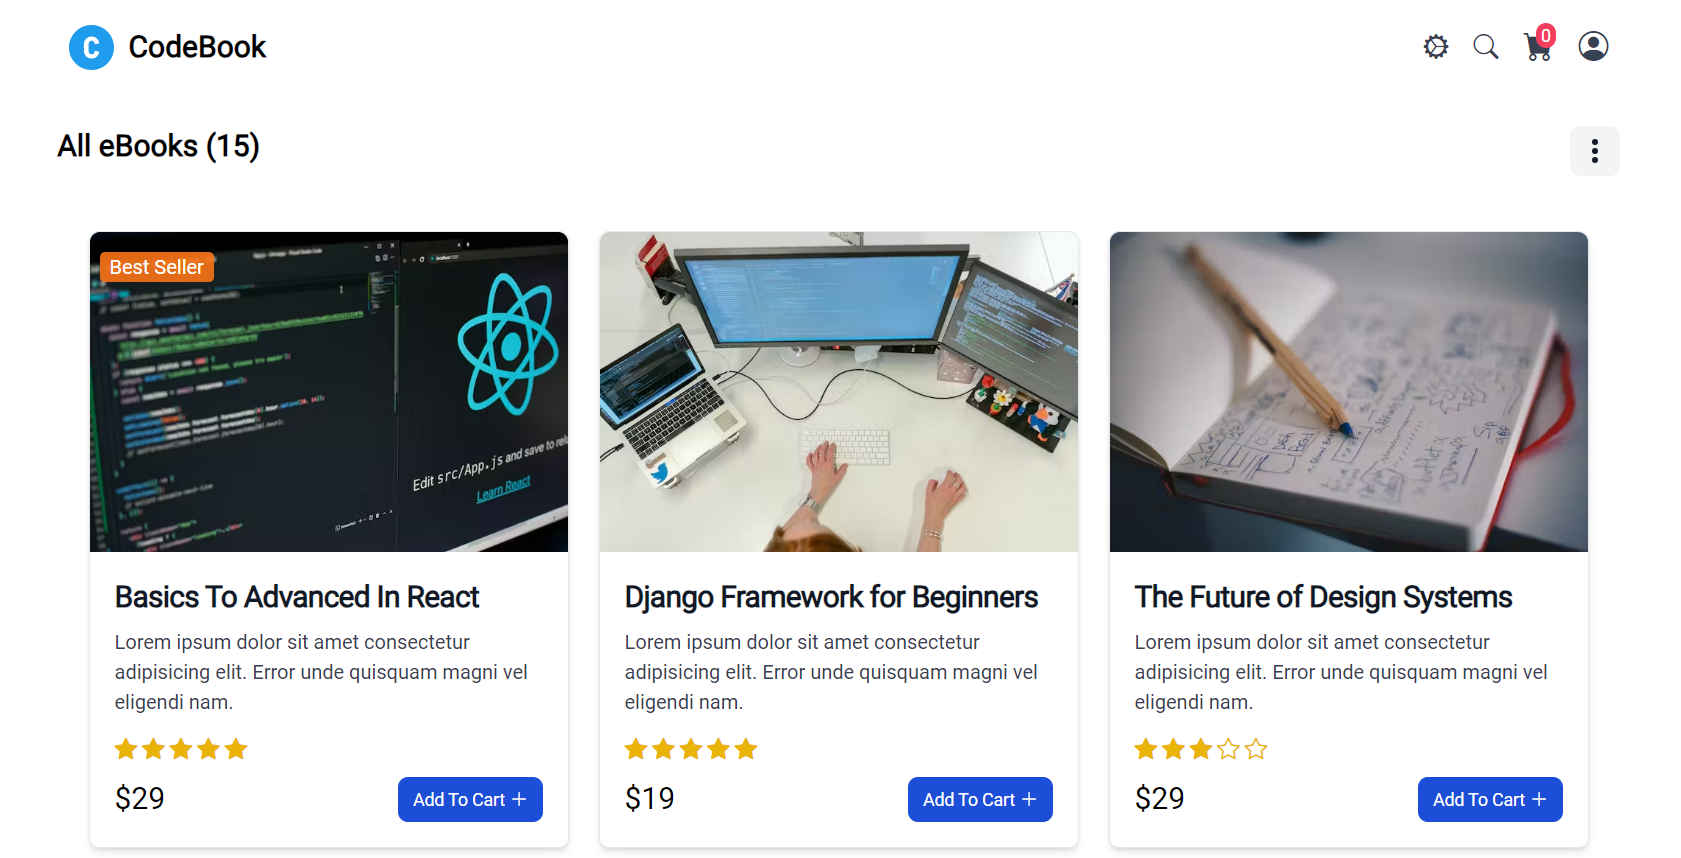 C CodeBook
0
All eBooks (15)
Best Seller
Edit src/App.js and save to
Learn React
Basics To Advanced In React
Lorem ipsum dolor sit amet consectetur
adipisicing elit. Error unde quisquam magni vel
eligendi nam.
$29
Add To Cart +
Django Framework for Beginners
Lorem ipsum dolor sit amet consectetur
adipisicing elit. Error unde quisquam magni vel
eligendi nam.
$19
Add To Cart +
The Future of Design Systems
Lorem ipsum dolor sit amet consectetur
adipisicing elit. Error unde quisquam magni vel
eligendi nam.
$29
Add To Cart +